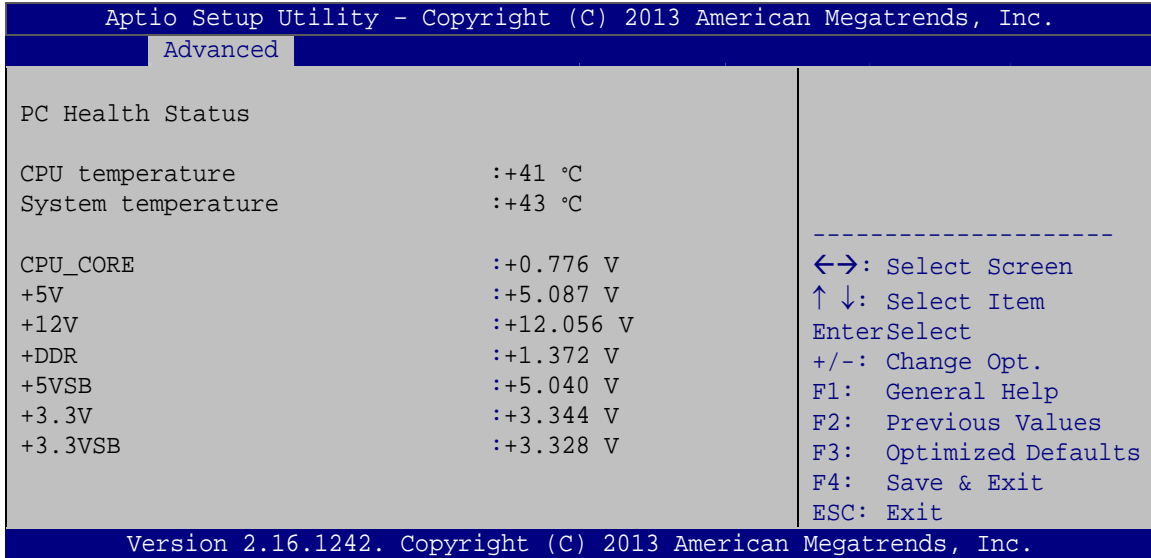 Aptio Setup Utility – Copyright (C) 2013 American Megatrends, Inc.
Advanced
PC Health Status
CPU temperature :+41 °C
System temperature :+43 °C
CPU_CORE :+0.776 V
+5V :+5.087 V
+12V :+12.056 V
+DDR :+1.372 V
+5VSB :+5.040 V
+3.3V :+3.344 V
+3.3VSB :+3.328 V
----------------------
←→: Select Screen
↑ ↓: Select Item
EnterSelect
+/-: Change Opt.
F1: General Help
F2: Previous Values
F3: Optimized Defaults
F4: Save & Exit
ESC: Exit
Version 2.16.1242. Copyright (C) 2013 American Megatrends, Inc.